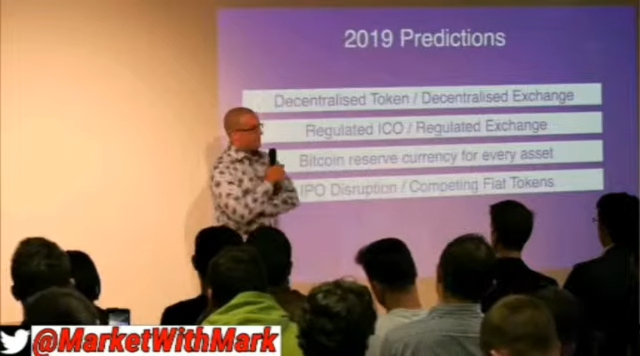 2019 Predictions
Decentralised Token / Decentralised Exchange
Regulated ICO / Regulated Exchange
Bitcoin reserve currency for every asset
IPO Disruption / Competing Fiat Tokens
@MarketWithMark